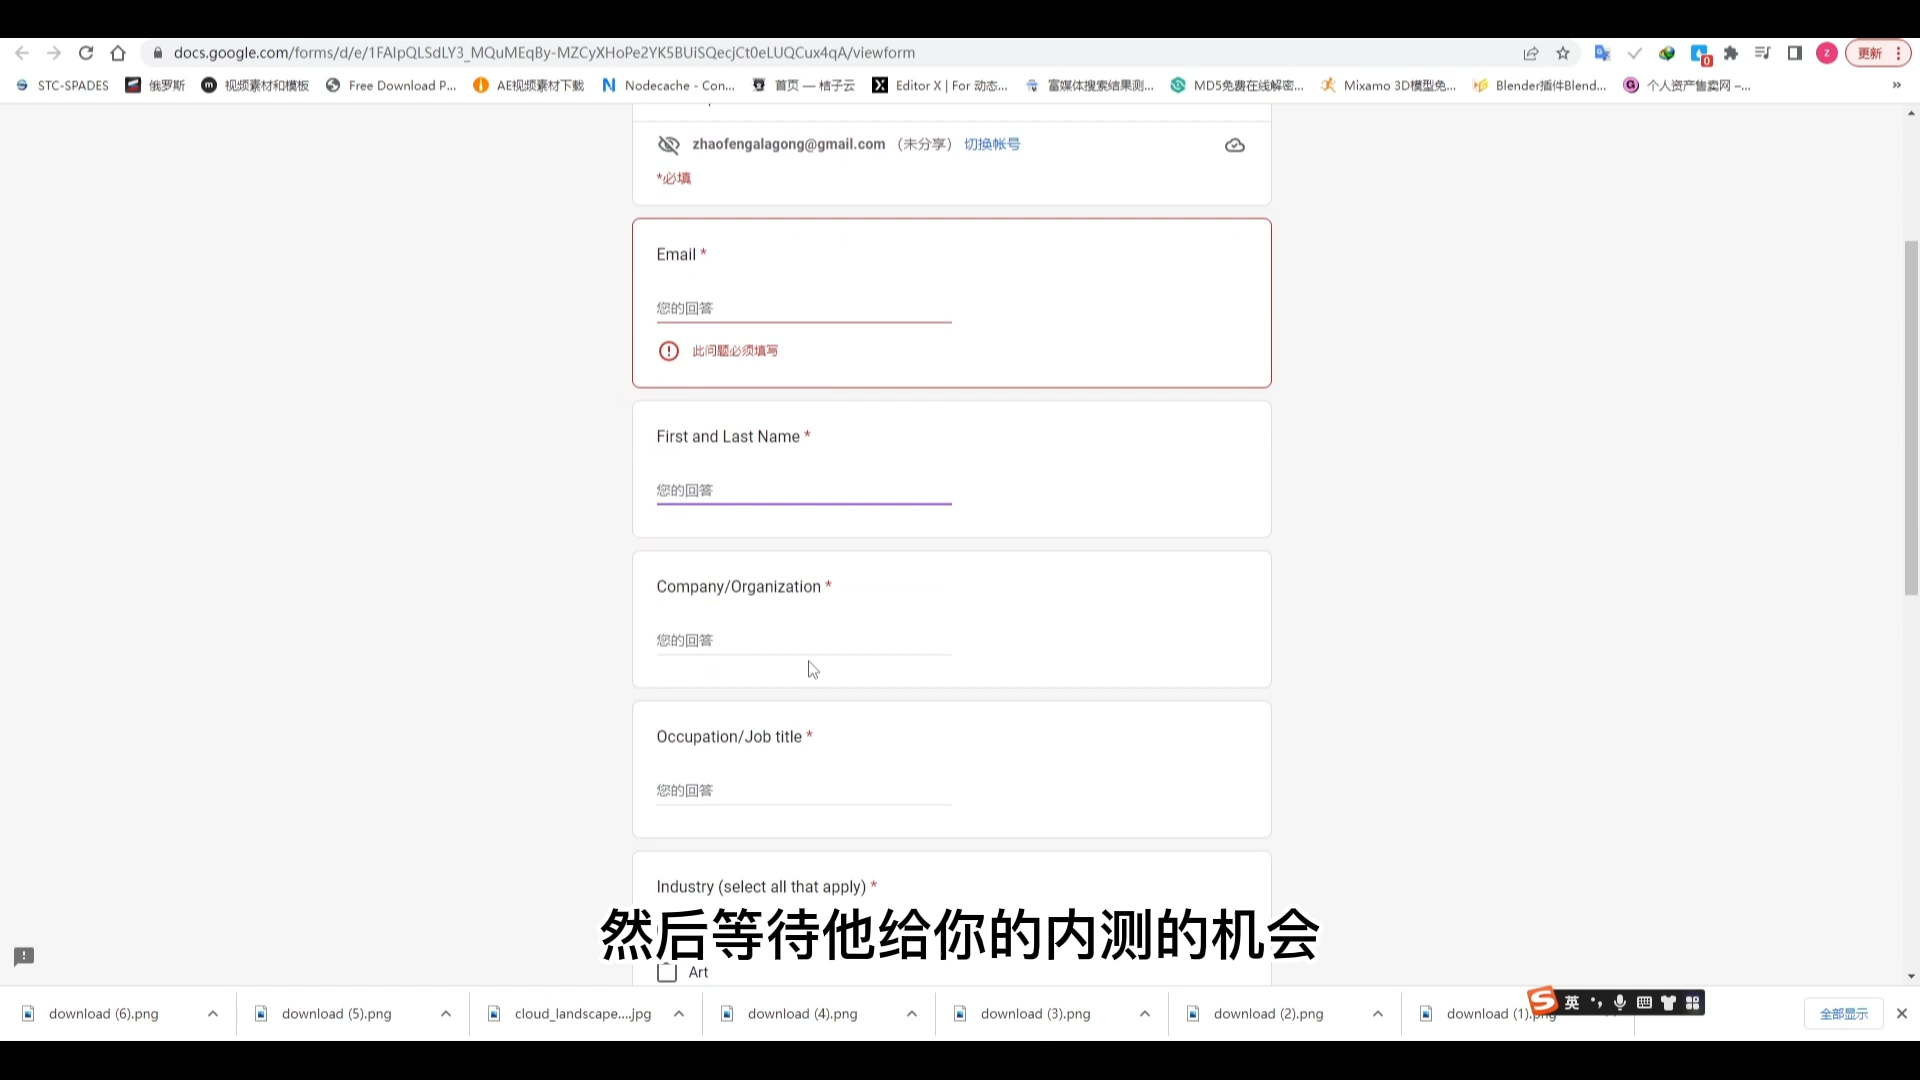 docs.google.com/forms/d/e/1FAIpQLSdLY3_MQuMEqBy-MZCyXHoPe2YK5BUiSQecjCt0eLUQCux4qA/viewform
0
z
更新
STC-SPADES
俄罗斯
视频素材和模板
Free Download P...
AE视频素材下载
Nodecache - Con...
首页 — 桔子云
Editor X | For 动态...
富媒体搜索结果测...
MD5免费在线解密...
Mixamo 3D模型免...
Blender插件Blend...
个人资产售卖网 –...
»
zhaofengalagong@gmail.com （未分享） 切换帐号
*必填
Email *
您的回答
此问题必须填写
First and Last Name *
您的回答
Company/Organization *
您的回答
Occupation/Job title *
您的回答
Industry (select all that apply) *
然后等待他给你的内测的机会
Art
download (6).png
download (5).png
cloud_landscape....jpg
download (4).png
download (3).png
download (2).png
download (1).png
英
全部显示